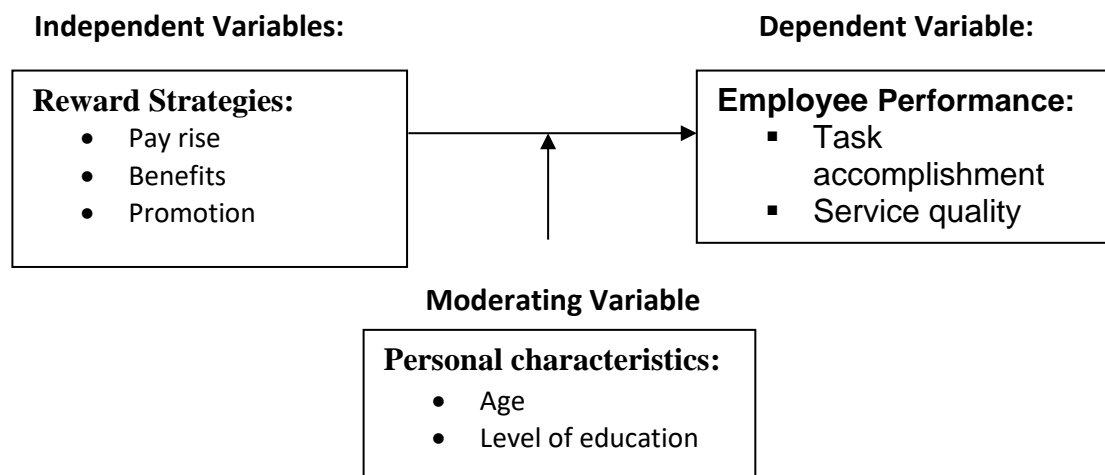 Independent Variables:
Dependent Variable:
Reward Strategies:
• Pay rise
• Benefits
• Promotion
Employee Performance:
▪ Task
accomplishment
▪ Service quality
Moderating Variable
Personal characteristics:
• Age
• Level of education